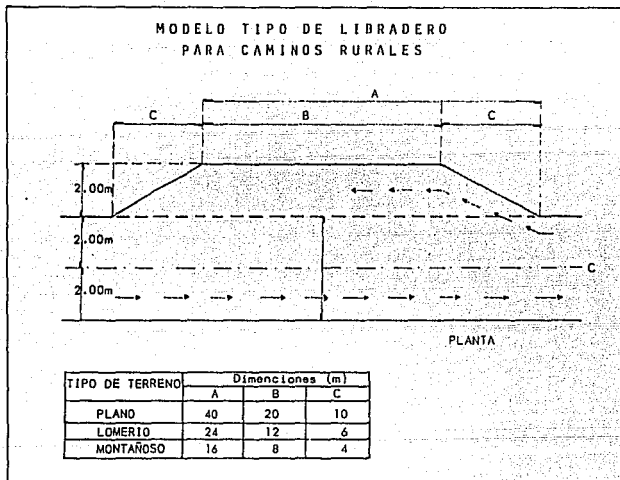 MODELO TIPO DE LIBRADERO
PARA CAMINOS RURALES
A
C B C
2.00m
2.00m
C
2.00m
PLANTA
TIPO DE TERRENO Dimenciones (m)
A B C
PLANO 40 20 10
LOMERIO 24 12 6
MONTAÑOSO 16 8 4